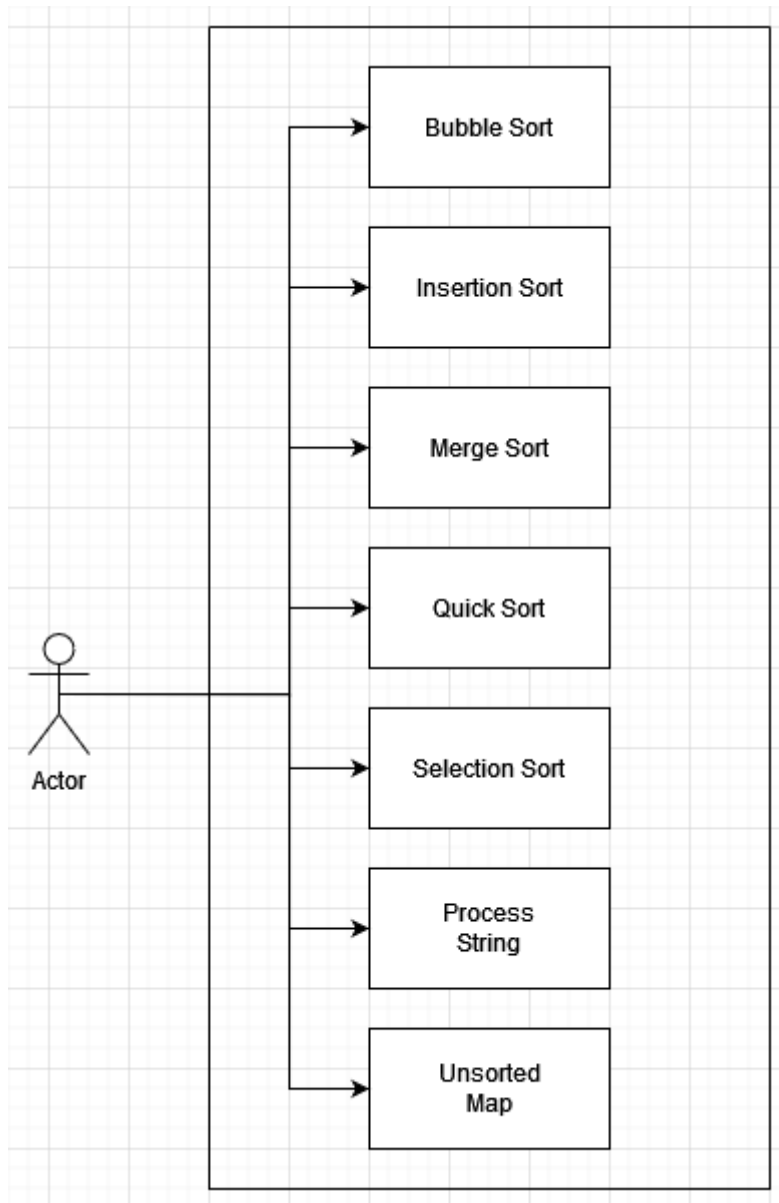 Bubble Sort
Insertion Sort
Merge Sort
Quick Sort
Actor
Selection Sort
Process
String
Unsorted
Map